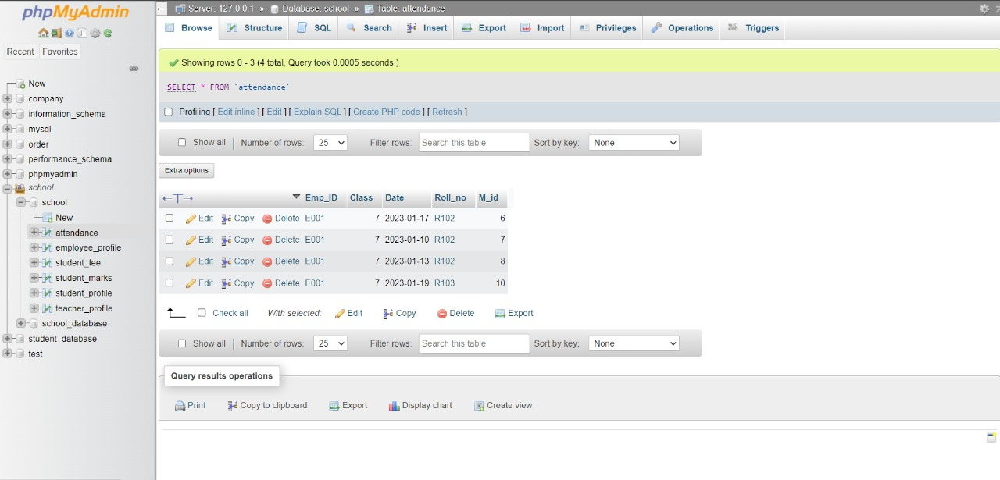 phpMyAdmin
Recent Favorites
New
company
information_schema
mysql
order
performance_schema
phpmyadmin
school
school
New
attendance
employee_profile
student_fee
student_marks
student_profile
teacher_profile
school_database
student_database
test
Server: 127.0.0.1 » Database: school » Table: attendance
Browse Structure SQL Search Insert Export Import Privileges Operations Triggers
Showing rows 0 - 3 (4 total, Query took 0.0005 seconds.)
SELECT * FROM `attendance`
Profiling [ Edit inline ] [ Edit ] [ Explain SQL ] [ Create PHP code ] [ Refresh ]
Show all Number of rows: 25 Filter rows: Search this table Sort by key: None
Extra options
Emp_ID Class Date Roll_no M_id
Edit Copy Delete E001 7 2023-01-17 R102 6
Edit Copy Delete E001 7 2023-01-10 R102 7
Edit Copy Delete E001 7 2023-01-13 R102 8
Edit Copy Delete E001 7 2023-01-19 R103 10
Check all With selected: Edit Copy Delete Export
Show all Number of rows: 25 Filter rows: Search this table Sort by key: None
Query results operations
Print Copy to clipboard Export Display chart Create view